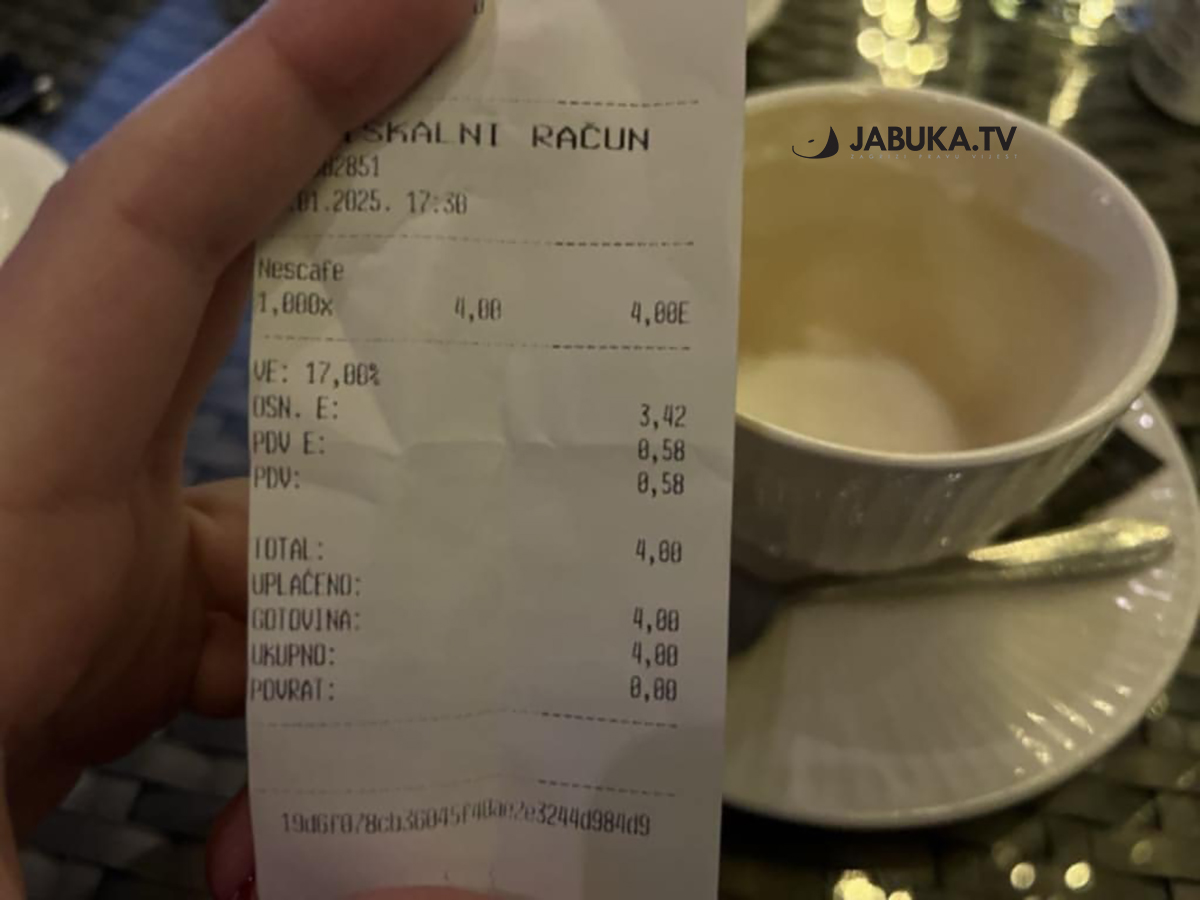 FISKALNI RAČUN
JABUKA.TV
.01.2025. 17:30
Nescafe
1,000x 4,00 4,00E
VE: 17,00%
OSN. E: 3,42
PDV E: 0,58
PDV: 0,58
TOTAL: 4,00
UPLAĆENO:
GOTOVINA: 4,00
UKUPNO: 4,00
POVRAT: 0,00